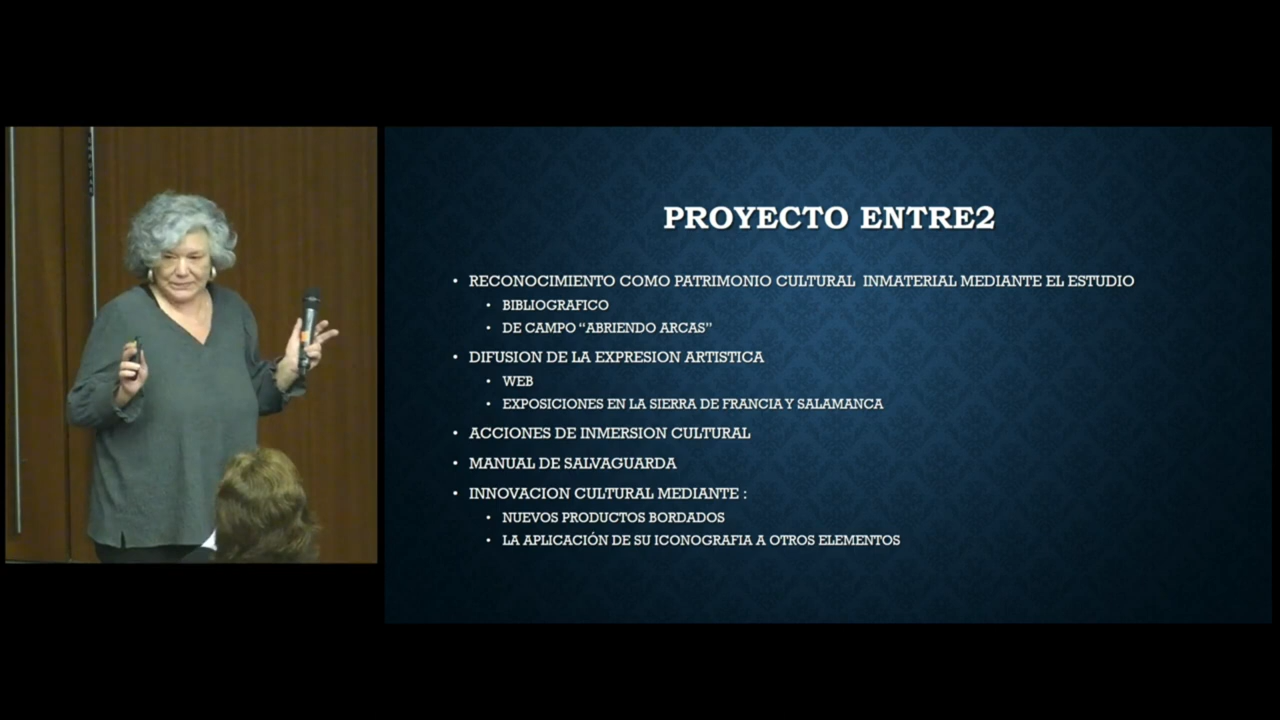 PROYECTO ENTRE2
• RECONOCIMIENTO COMO PATRIMONIO CULTURAL INMATERIAL MEDIANTE EL ESTUDIO
• BIBLIOGRAFICO
• DE CAMPO “ABRIENDO ARCAS”
• DIFUSION DE LA EXPRESION ARTISTICA
• WEB
• EXPOSICIONES EN LA SIERRA DE FRANCIA Y SALAMANCA
• ACCIONES DE INMERSION CULTURAL
• MANUAL DE SALVAGUARDA
• INNOVACION CULTURAL MEDIANTE :
• NUEVOS PRODUCTOS BORDADOS
• LA APLICACIÓN DE SU ICONOGRAFIA A OTROS ELEMENTOS